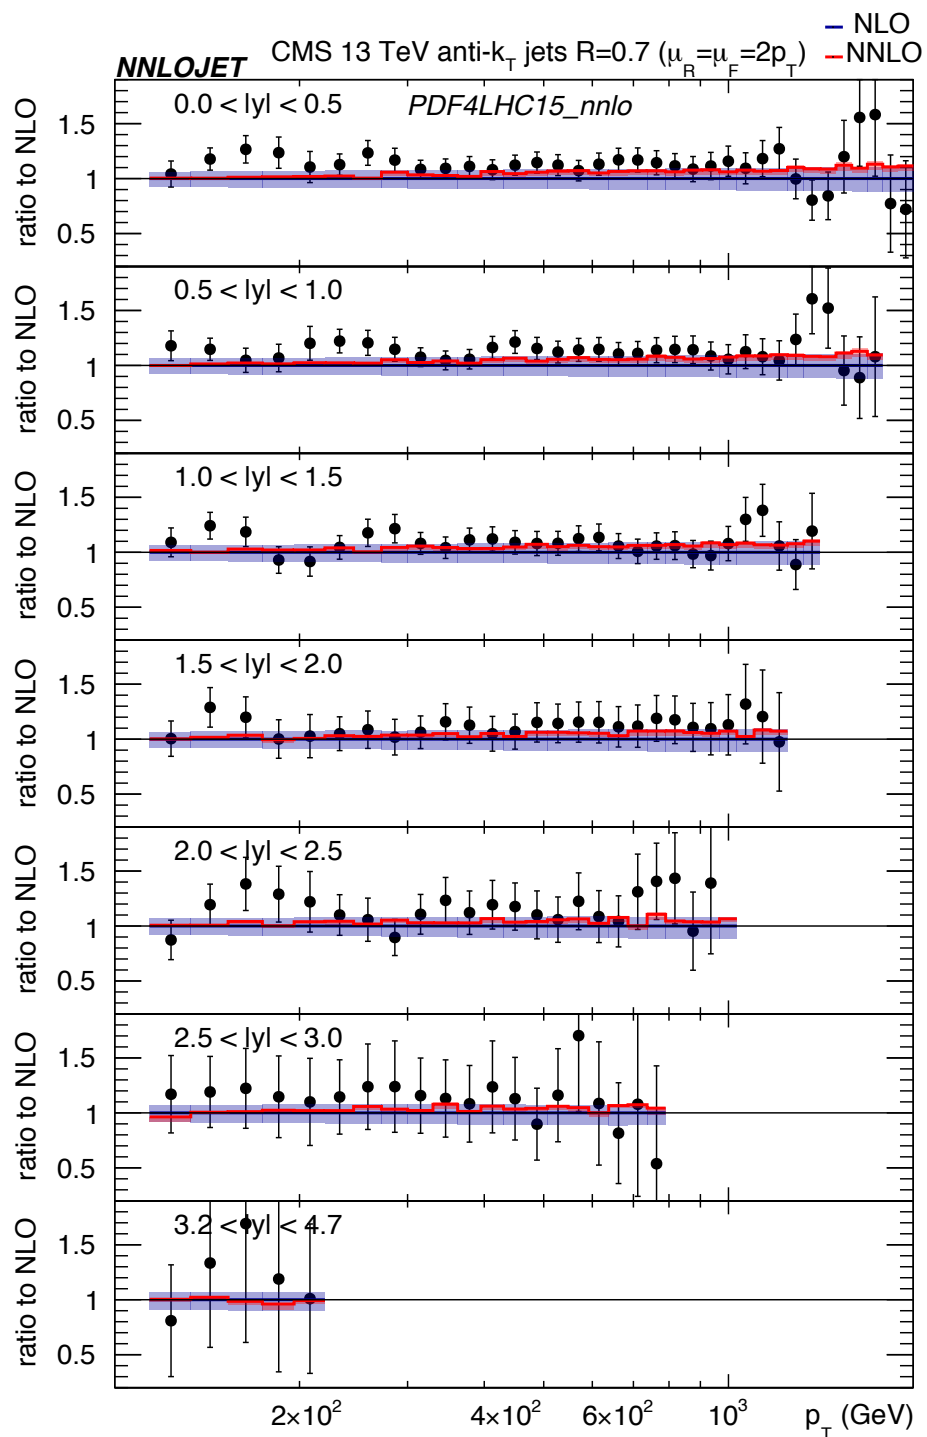 NLO
NNLOJET CMS 13 TeV anti-k_T jets R=0.7 (μ_R=μ_F=2p_T) NNLO
0.0 < |y| < 0.5 PDF4LHC15_nnlo
1.5
ratio to NLO
1
0.5
0.5 < |y| < 1.0
1.5
ratio to NLO
1
0.5
1.0 < |y| < 1.5
1.5
ratio to NLO
1
0.5
1.5 < |y| < 2.0
1.5
ratio to NLO
1
0.5
2.0 < |y| < 2.5
1.5
ratio to NLO
1
0.5
2.5 < |y| < 3.0
1.5
ratio to NLO
1
0.5
3.2 < |y| < 4.7
1.5
ratio to NLO
1
0.5
2×10² 4×10² 6×10² 10³ p_T (GeV)